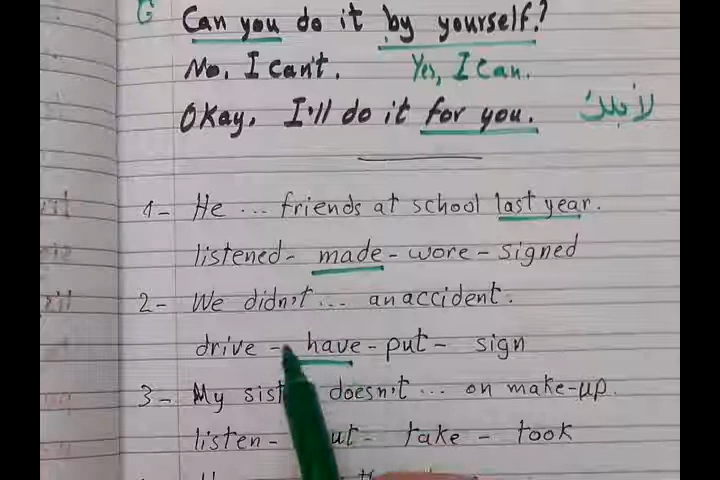 G Can you do it by yourself?
No, I can't. Yes, I can.
Okay, I'll do it for you. لأجلك
1- He ... friends at school last year.
listened - made - wore - signed
2- We didn't ... an accident.
drive - have - put - sign
3- My doesn't ... on make-up.
listen - take - took